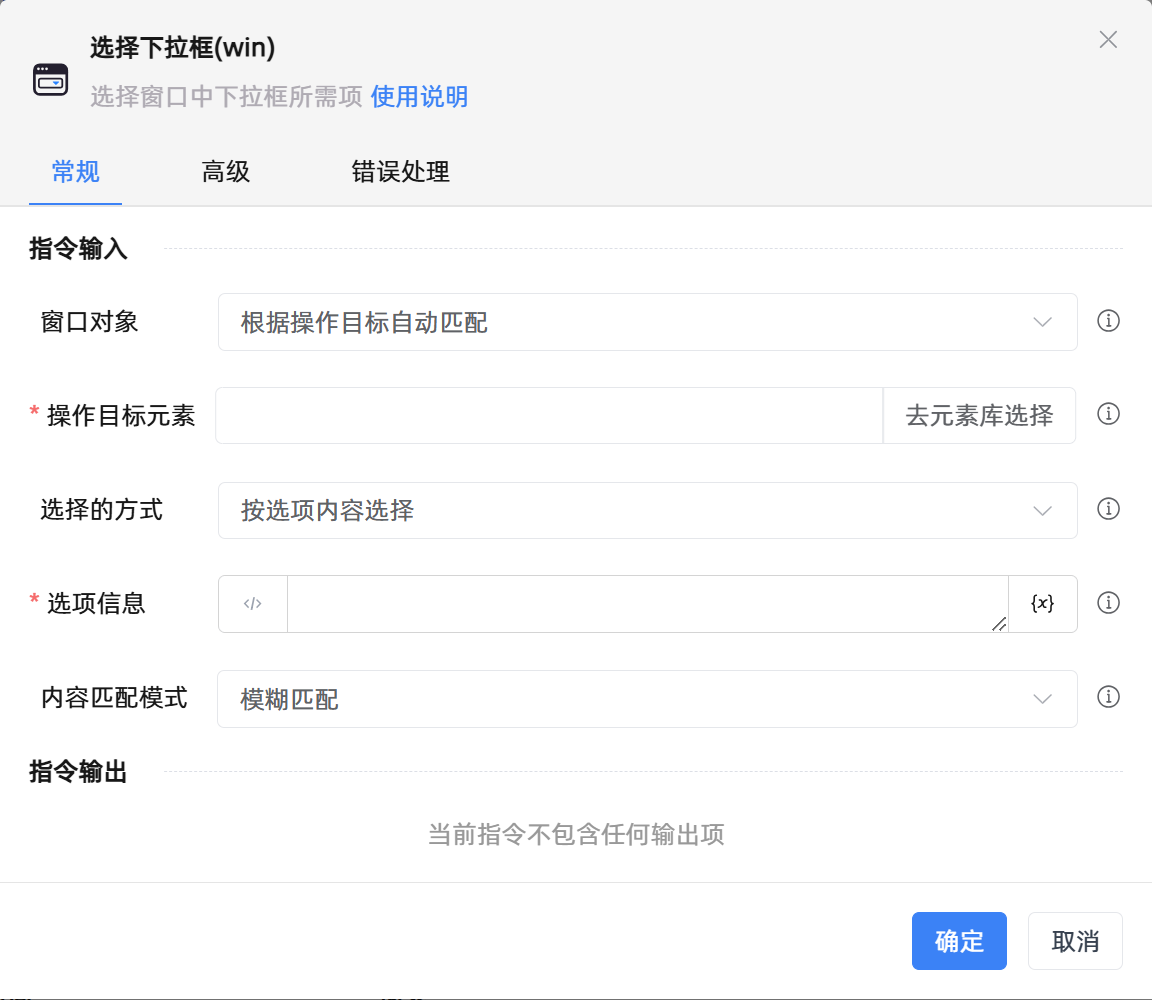 选择下拉框(win)
选择窗口中下拉框所需项 使用说明
常规 高级 错误处理
指令输入
窗口对象 根据操作目标自动匹配
* 操作目标元素 去元素库选择
选择的方式 按选项内容选择
* 选项信息 </> {x}
内容匹配模式 模糊匹配
指令输出
当前指令不包含任何输出项
确定 取消